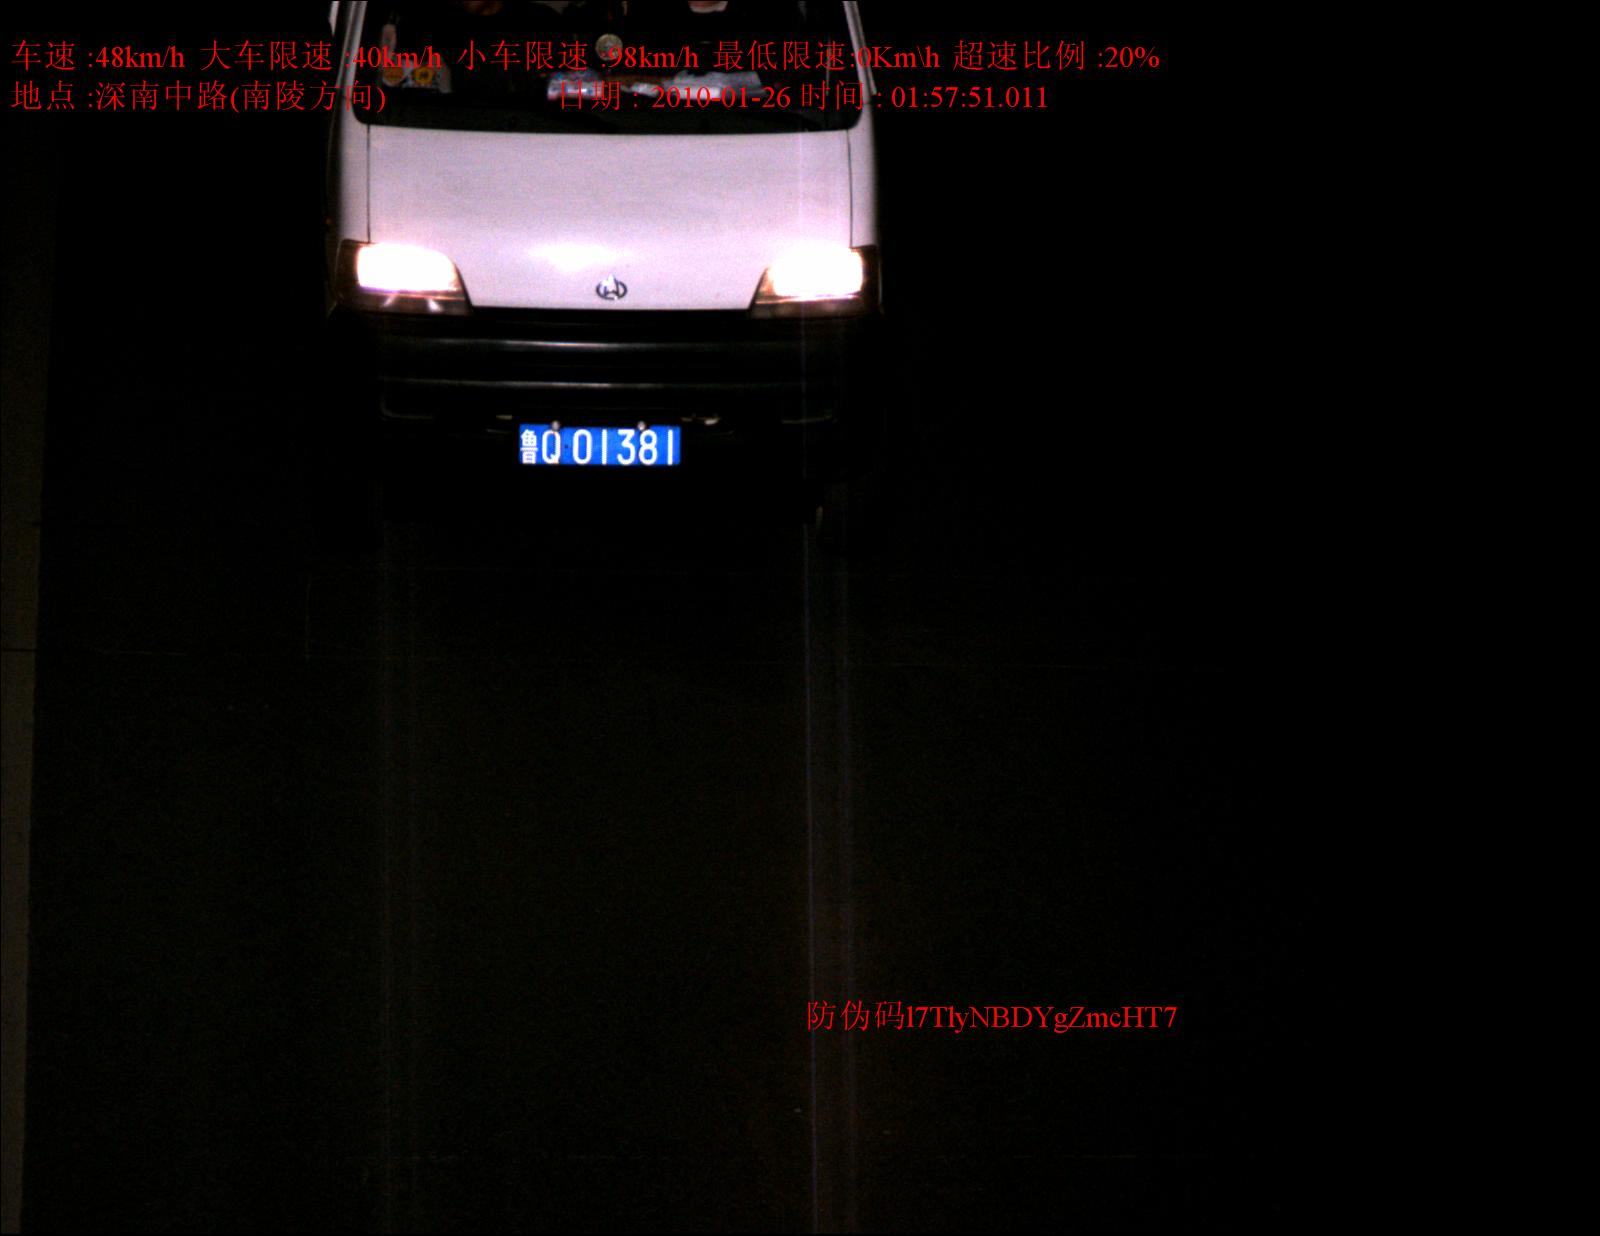 车速:48km/h 大车限速:40km/h 小车限速:98km/h 最低限速:0Km\h 超速比例:20%
地点:深南中路(南陵方向) 日期: 2010-01-26 时间: 01:57:51.011
鲁Q 01381
防伪码l7TlyNBDYgZmcHT7